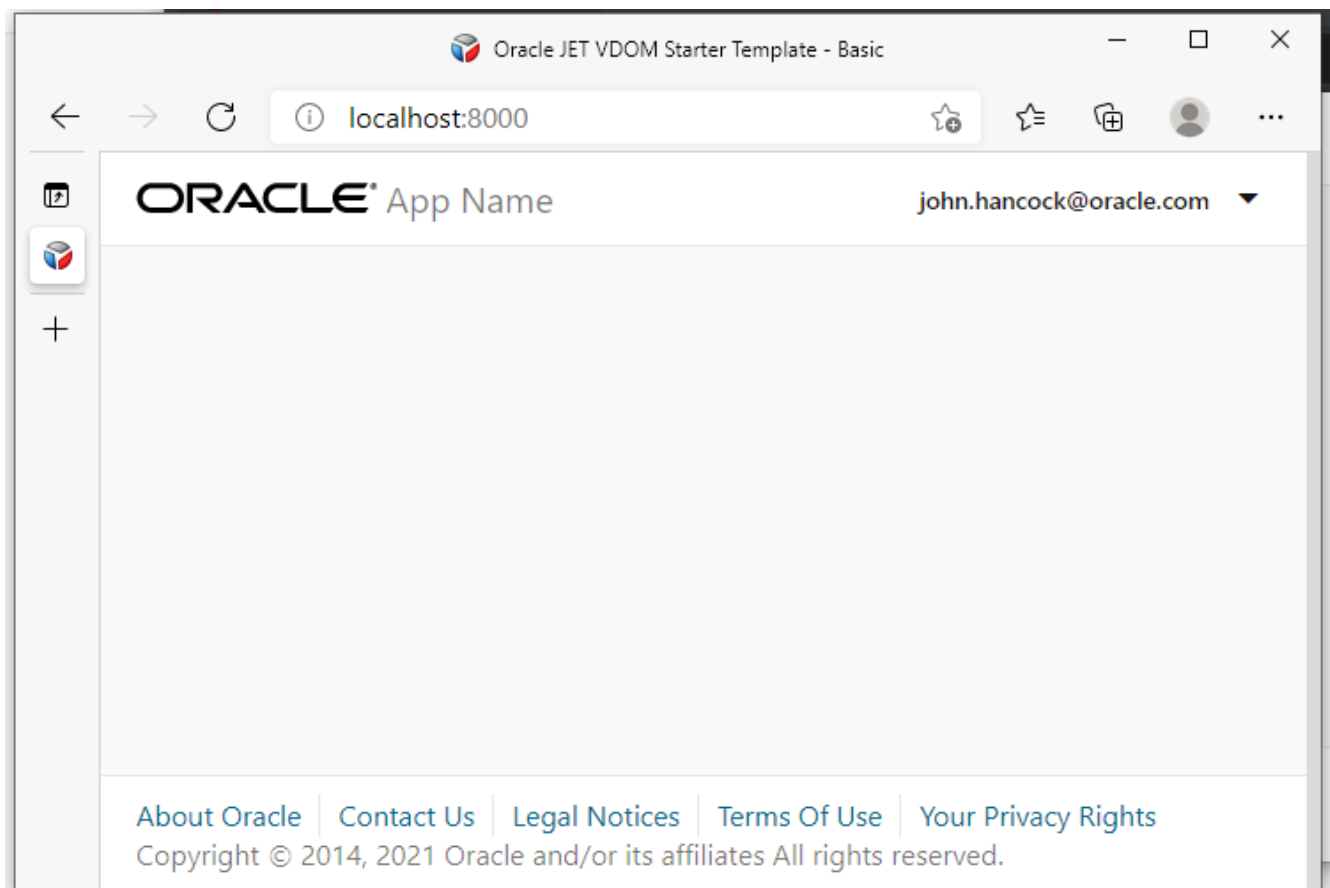 Oracle JET VDOM Starter Template - Basic
localhost:8000
ORACLE® App Name john.hancock@oracle.com
About Oracle Contact Us Legal Notices Terms Of Use Your Privacy Rights
Copyright © 2014, 2021 Oracle and/or its affiliates All rights reserved.